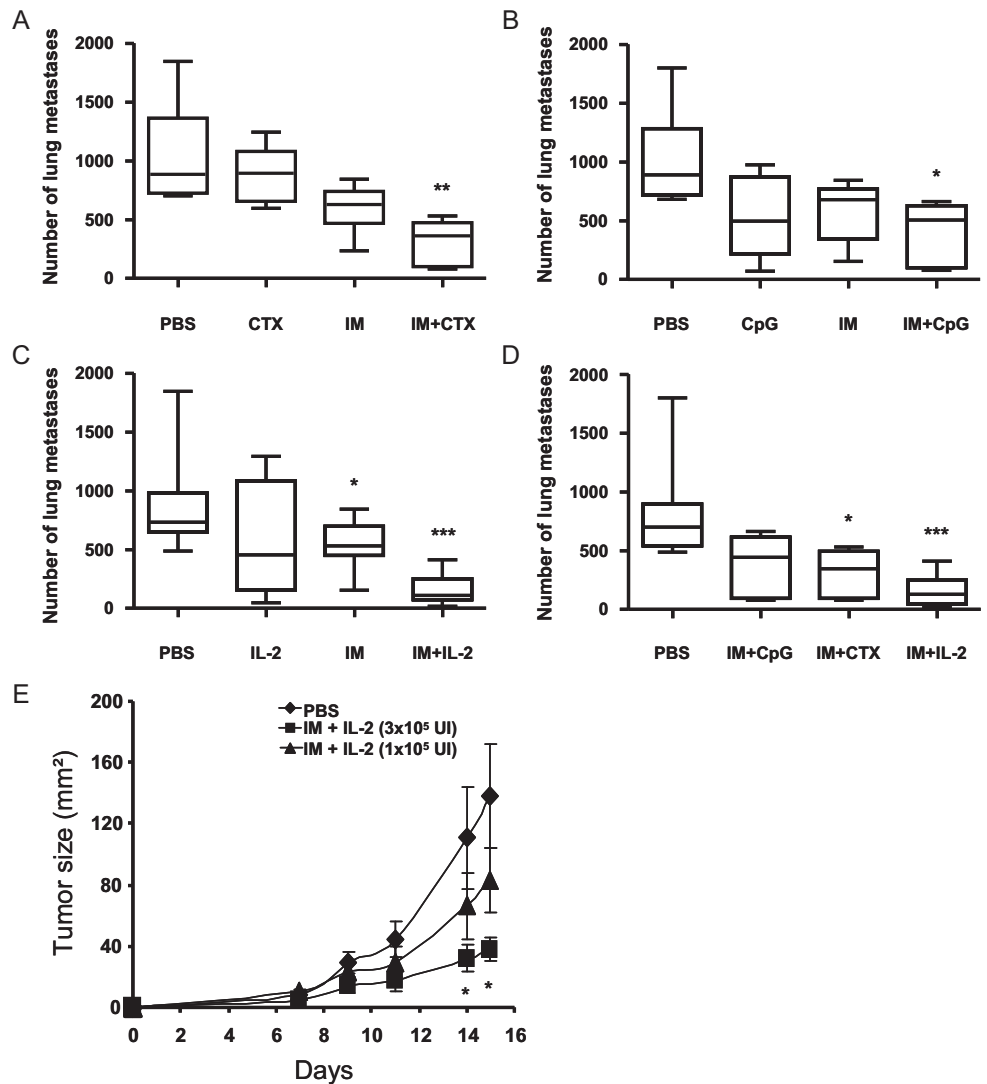 A
Number of lung metastases
2000
1500
1000
500
0
**
PBS CTX IM IM+CTX
B
Number of lung metastases
2000
1500
1000
500
0
*
PBS CpG IM IM+CpG
C
Number of lung metastases
2000
1500
1000
500
0
*
***
PBS IL-2 IM IM+IL-2
D
Number of lung metastases
2000
1500
1000
500
0
*
***
PBS IM+CpG IM+CTX IM+IL-2
E
Tumor size (mm²)
200
160
120
80
40
0
PBS
IM + IL-2 (3x10⁵ UI)
IM + IL-2 (1x10⁵ UI)
* *
0 2 4 6 8 10 12 14 16
Days